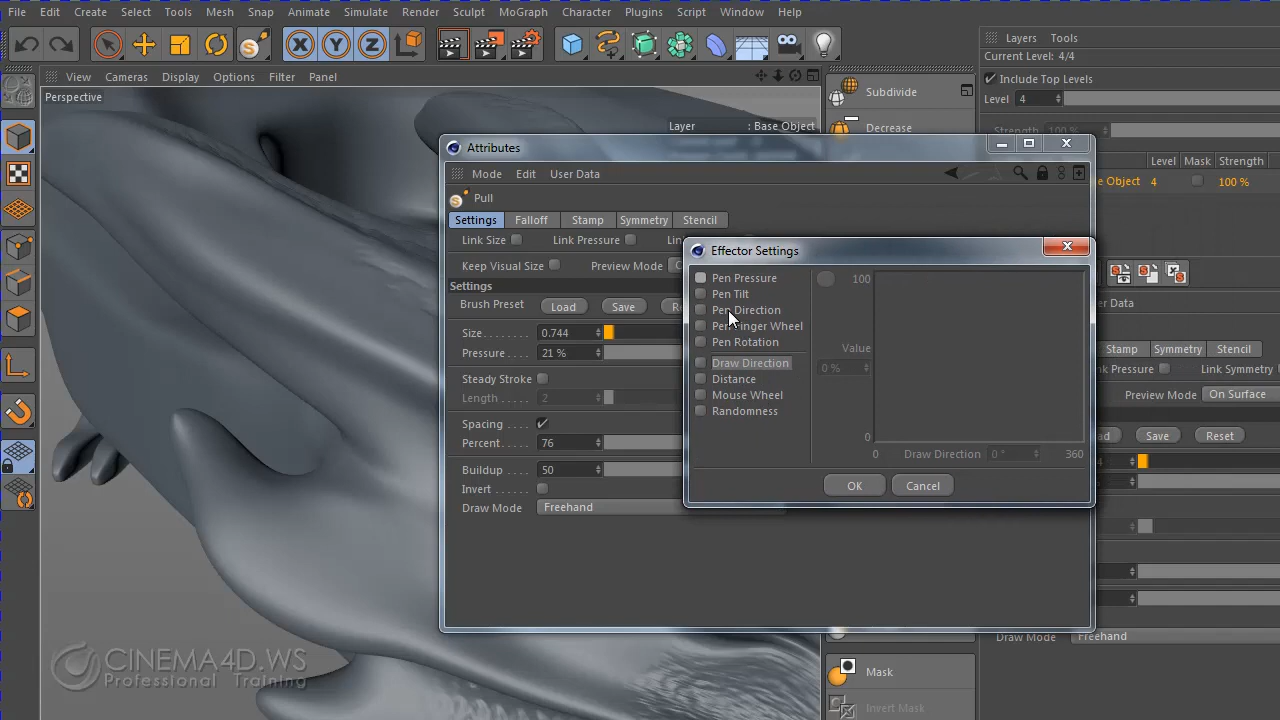 File Edit Create Select Tools Mesh Snap Animate Simulate Render Sculpt MoGraph Character Plugins Script Window Help
X Y Z
Layers Tools
Current Level: 4/4
Include Top Levels
Level 4
Strength 100 %
View Cameras Display Options Filter Panel
Perspective
Layer : Base Object
Subdivide
Decrease
Level Mask Strength
e Object 4 100 %
Attributes
Mode Edit User Data
Pull
Settings Falloff Stamp Symmetry Stencil
Link Size Link Pressure
Keep Visual Size Preview Mode
Settings
Brush Preset Load Save
Size 0.744
Pressure 21 %
Steady Stroke
Length 2
Spacing
Percent 76
Buildup 50
Invert
Draw Mode Freehand
Effector Settings
Pen Pressure
Pen Tilt
Pen Direction
Pen Finger Wheel
Pen Rotation
Draw Direction
Distance
Mouse Wheel
Randomness
100
Value
0 %
0
0 Draw Direction 0 ° 360
OK Cancel
er Data
Stamp Symmetry Stencil
k Pressure Link Symmetry
Preview Mode On Surface
ad Save Reset
Draw Mode Freehand
Mask
Invert Mask
CINEMA4D.WS
Professional Training